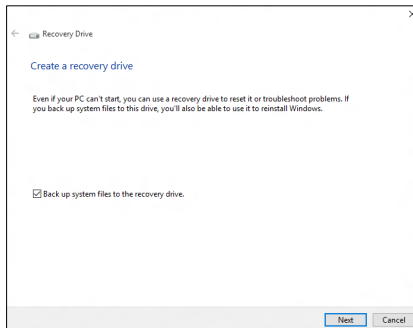 Recovery Drive
Create a recovery drive
Even if your PC can't start, you can use a recovery drive to reset it or troubleshoot problems. If
you back up system files to this drive, you'll also be able to use it to reinstall Windows.
Back up system files to the recovery drive.
Next Cancel